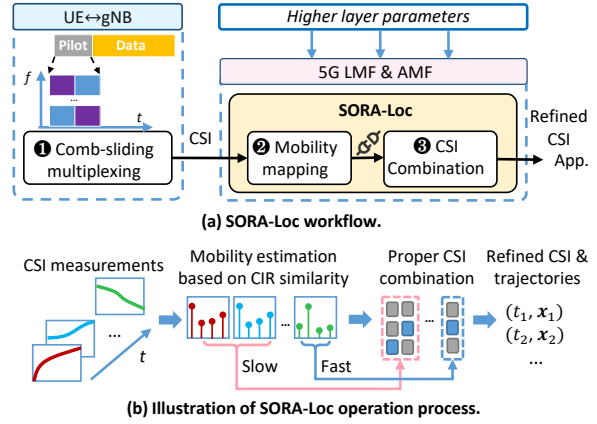 UE↔gNB
Pilot Data
f
...
t
❶ Comb-sliding
multiplexing
CSI
Higher layer parameters
5G LMF & AMF
SORA-Loc
❷ Mobility
mapping
❸ CSI
Combination
Refined
CSI
App.
(a) SORA-Loc workflow.
CSI measurements
...
t
Mobility estimation
based on CIR similarity
...
Slow
Fast
Proper CSI
combination
...
Refined CSI &
trajectories
(t₁, x₁)
(t₂, x₂)
...
(b) Illustration of SORA-Loc operation process.